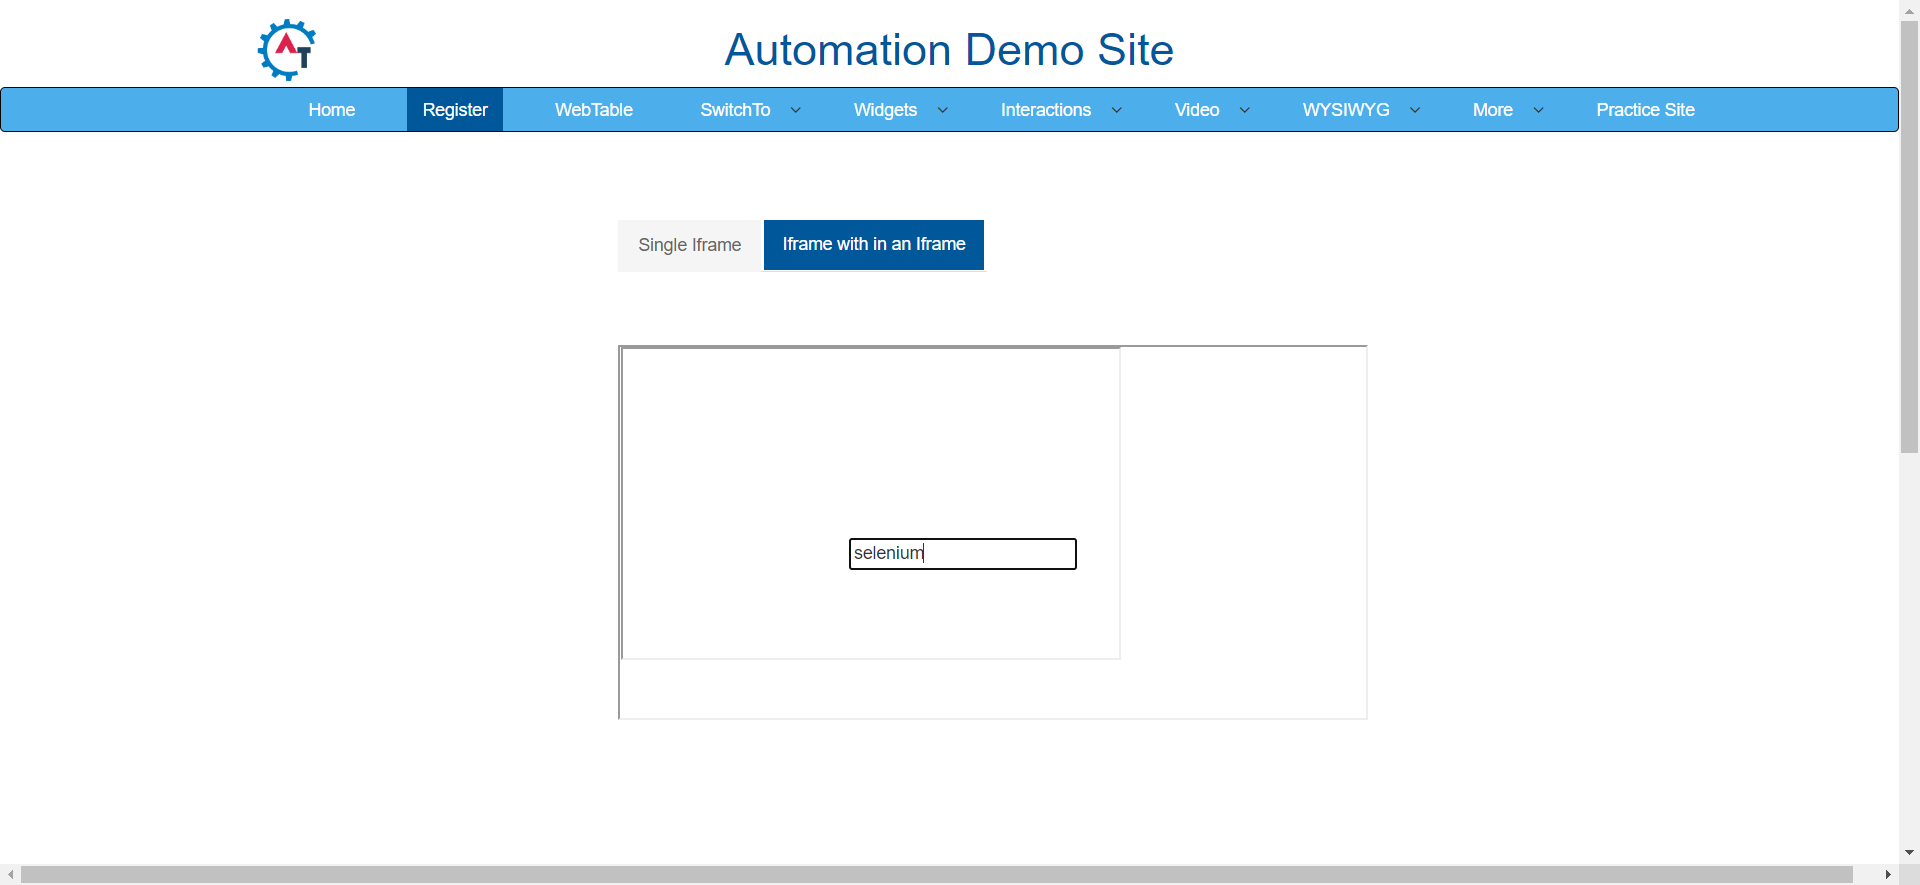 AT
Automation Demo Site
Home Register WebTable SwitchTo Widgets Interactions Video WYSIWYG More Practice Site
Single Iframe Iframe with in an Iframe
selenium